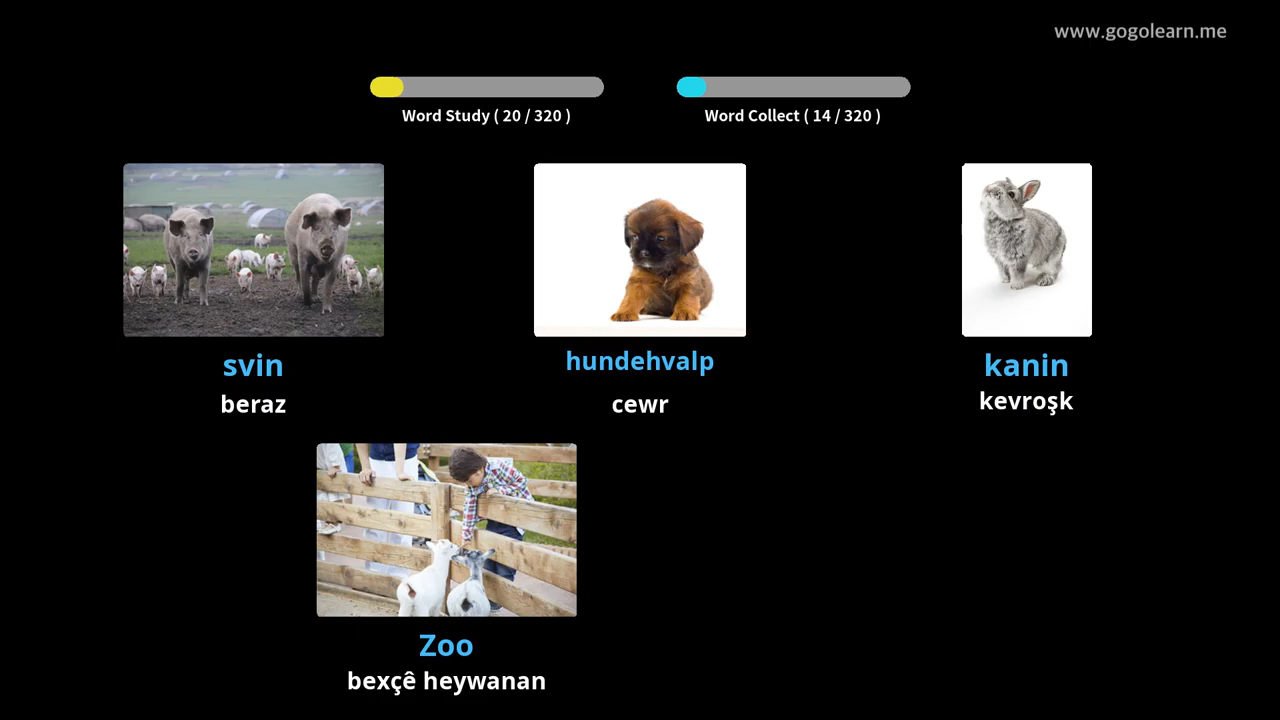 www.gogolearn.me
Word Study ( 20 / 320 )
Word Collect ( 14 / 320 )
svin
hundehvalp
kanin
beraz
cewr
kevroşk
Zoo
bexçê heywanan